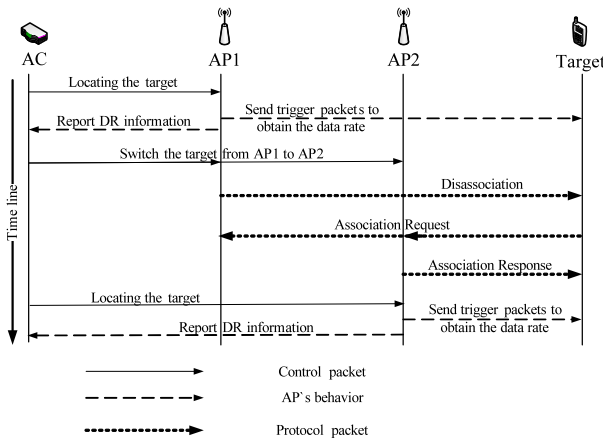 AC
AP1
AP2
Target
Time line
Locating the target
Report DR information
Send trigger packets to
obtain the data rate
Switch the target from AP1 to AP2
Disassociation
Association Request
Association Response
Locating the target
Send trigger packets to
obtain the data rate
Report DR information
Control packet
AP`s behavior
Protocol packet